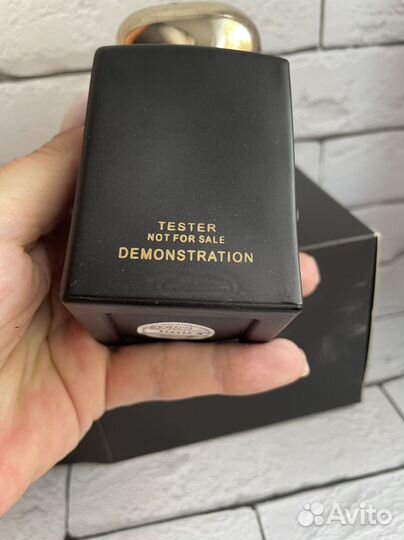 TESTER
NOT FOR SALE
DEMONSTRATION
Avito